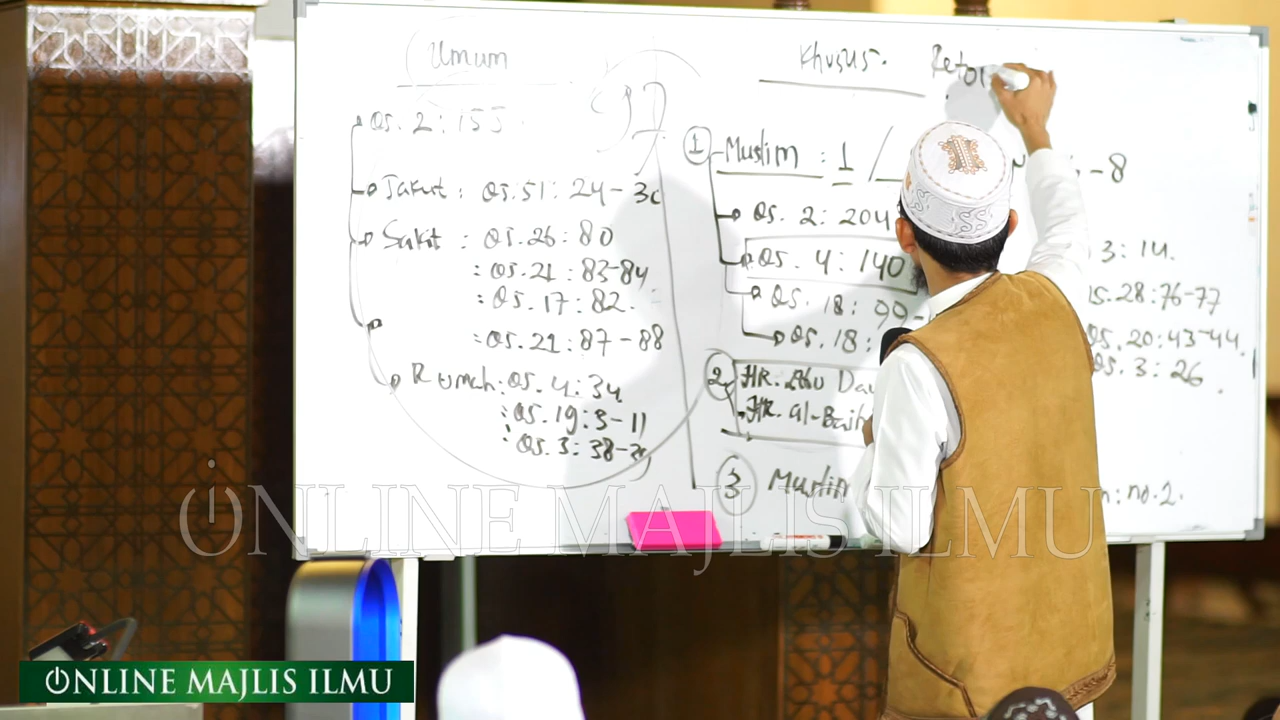 Umum
QS. 2:155
Takut : QS. 51: 24-30
Sakit : QS. 26:80
: QS. 21: 83-84
: QS. 17: 82.
: QS. 21: 87-88
Rumah: QS. 4:34
: QS. 19:3-11
: QS. 3: 38-39
Khusus.
1 Muslim : 1 /
QS. 2: 204
QS. 4: 140
QS. 18: 99-
QS. 18:
2 HR. Abu Da
HR. al-Baih
3 Muslim
-8
3:14.
QS. 28:76-77
QS. 20:43-44.
QS. 3:26
: no.2.
ONLINE MAJLIS ILMU
ONLINE MAJLIS ILMU